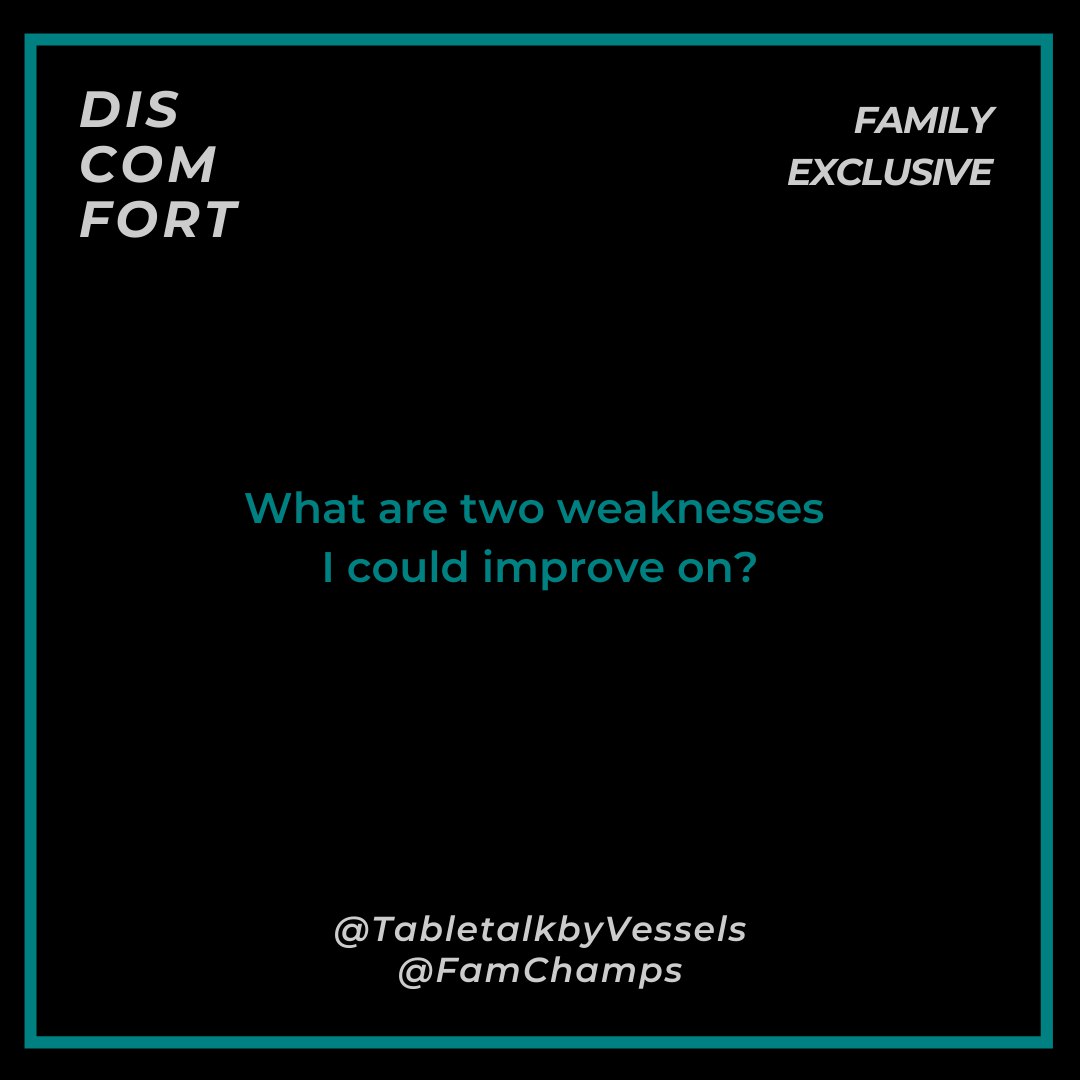 DIS
COM
FORT
FAMILY
EXCLUSIVE
What are two weaknesses
I could improve on?
@TabletalkbyVessels
@FamChamps